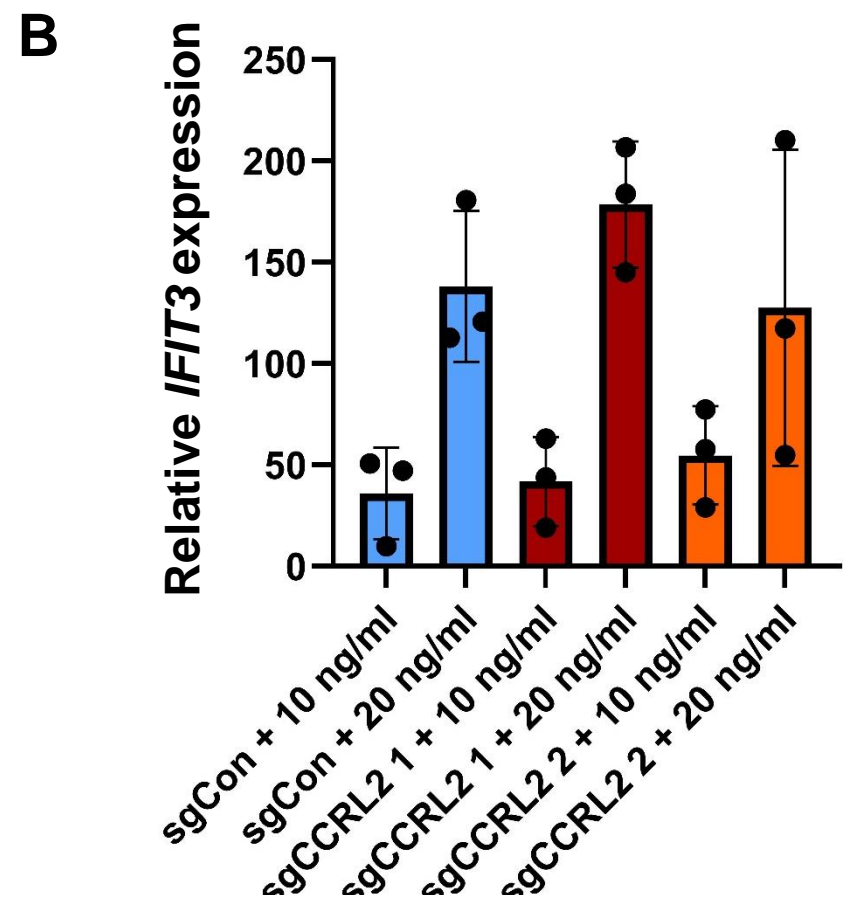 B
Relative IFIT3 expression
250
200
150
100
50
0
sgCon + 10 ng/ml
sgCon + 20 ng/ml
sgCCRL2 1 + 10 ng/ml
sgCCRL2 1 + 20 ng/ml
sgCCRL2 2 + 10 ng/ml
sgCCRL2 2 + 20 ng/ml